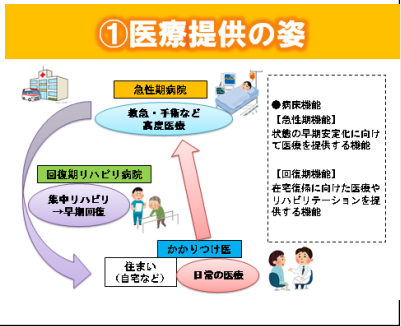 ①医療提供の姿
急性期病院
救急・手術など
高度医療
回復期リハビリ病院
集中リハビリ
→早期回復
かかりつけ医
住まい
（自宅など）
日常の医療
●病床機能
【急性期機能】
状態の早期安定化に向け
て医療を提供する機能
【回復期機能】
在宅復帰に向けた医療や
リハビリテーションを提
供する機能